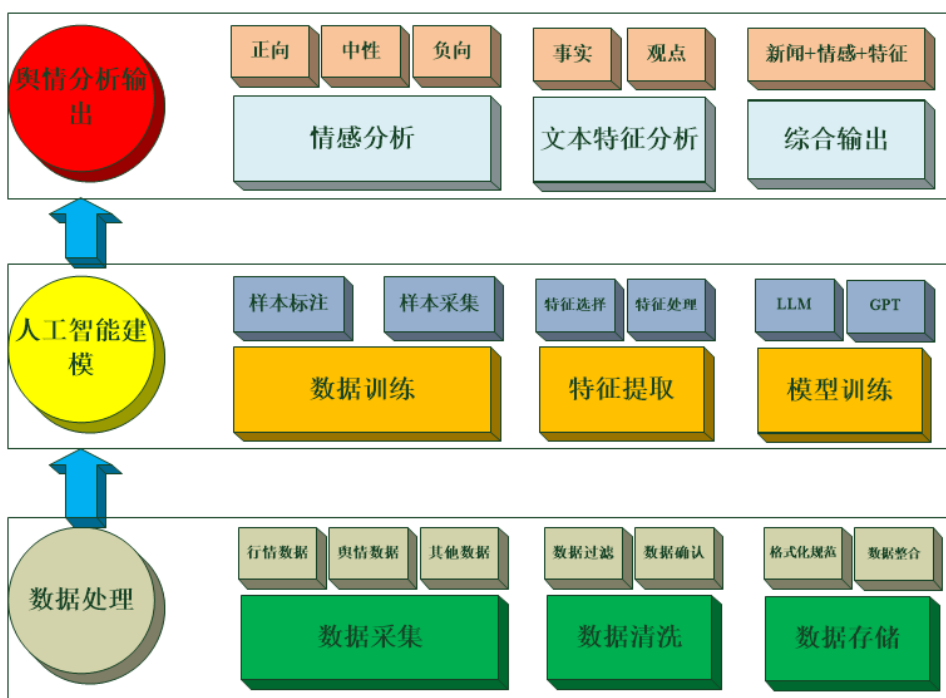 舆情分析输
出
正向
中性
负向
事实
观点
新闻+情感+特征
情感分析
文本特征分析
综合输出
人工智能建
模
样本标注
样本采集
特征选择
特征处理
LLM
GPT
数据训练
特征提取
模型训练
数据处理
行情数据
舆情数据
其他数据
数据过滤
数据确认
格式化规范
数据整合
数据采集
数据清洗
数据存储